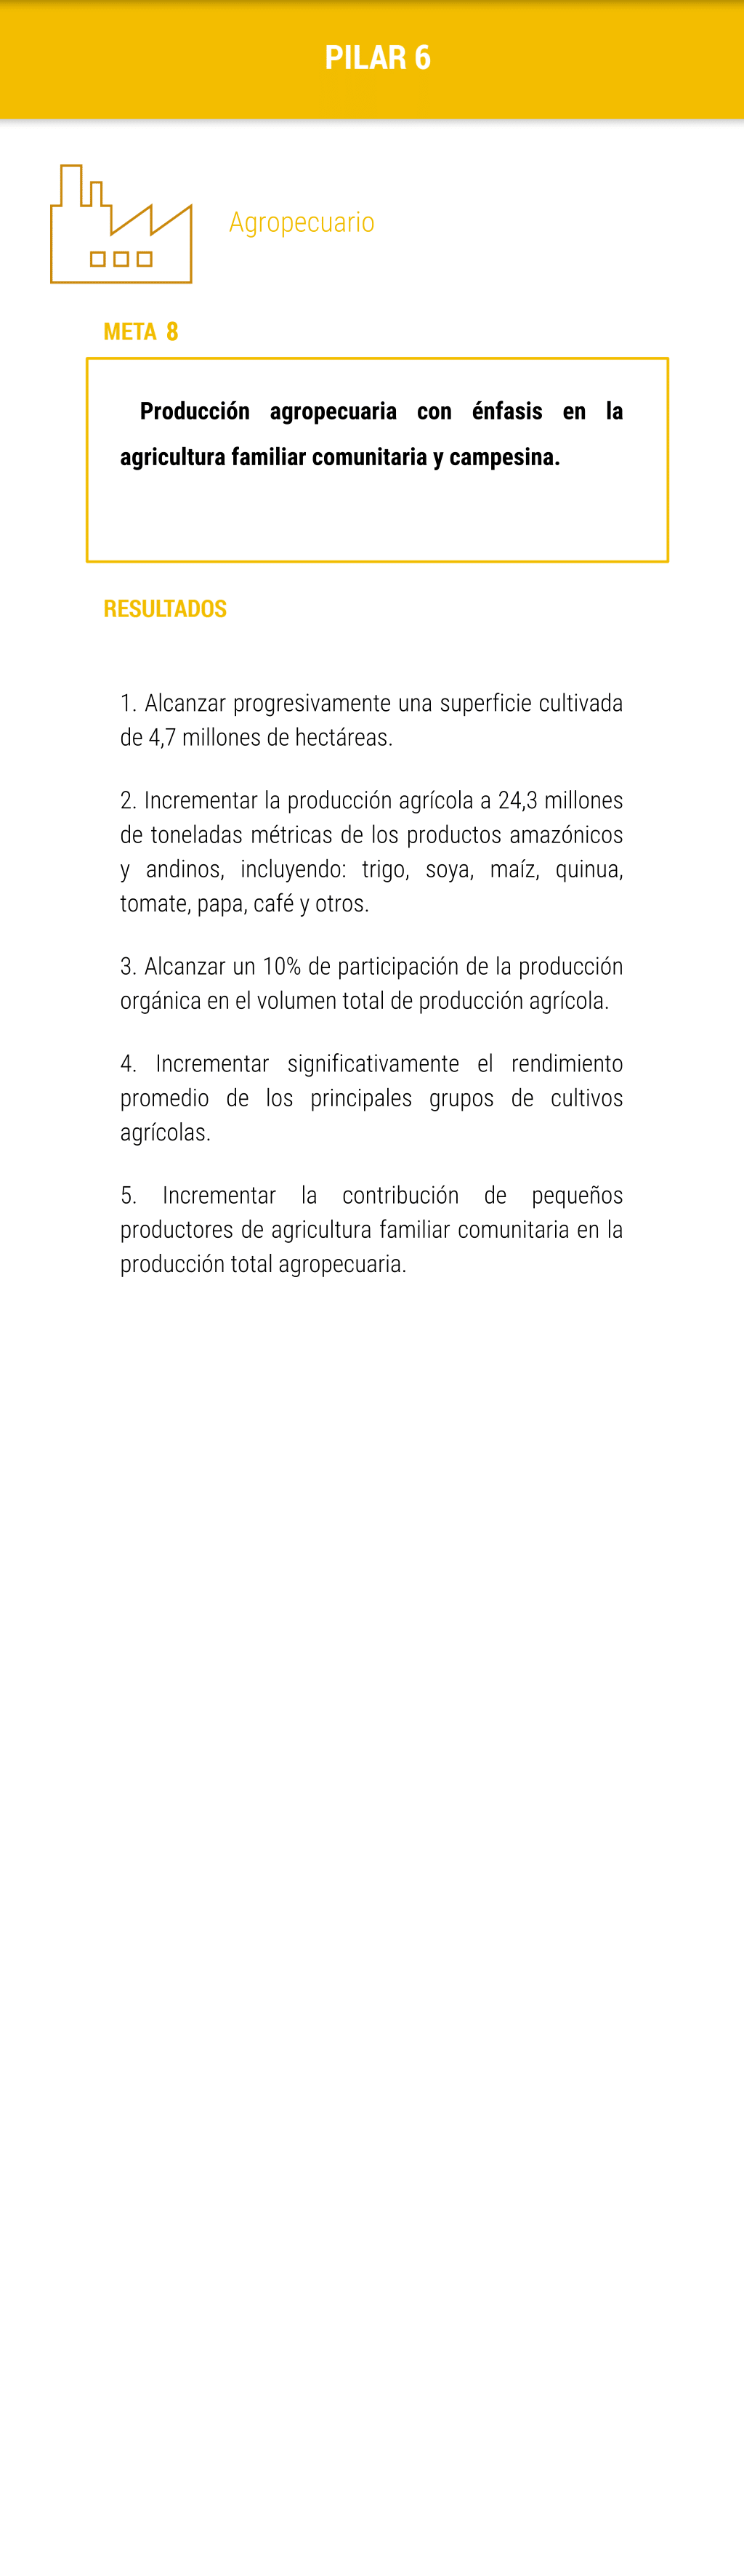 PILAR 6
Agropecuario
META 8
Producción agropecuaria con énfasis en la
agricultura familiar comunitaria y campesina.
RESULTADOS
1. Alcanzar progresivamente una superficie cultivada
de 4,7 millones de hectáreas.
2. Incrementar la producción agrícola a 24,3 millones
de toneladas métricas de los productos amazónicos
y andinos, incluyendo: trigo, soya, maíz, quinua,
tomate, papa, café y otros.
3. Alcanzar un 10% de participación de la producción
orgánica en el volumen total de producción agrícola.
4. Incrementar significativamente el rendimiento
promedio de los principales grupos de cultivos
agrícolas.
5. Incrementar la contribución de pequeños
productores de agricultura familiar comunitaria en la
producción total agropecuaria.